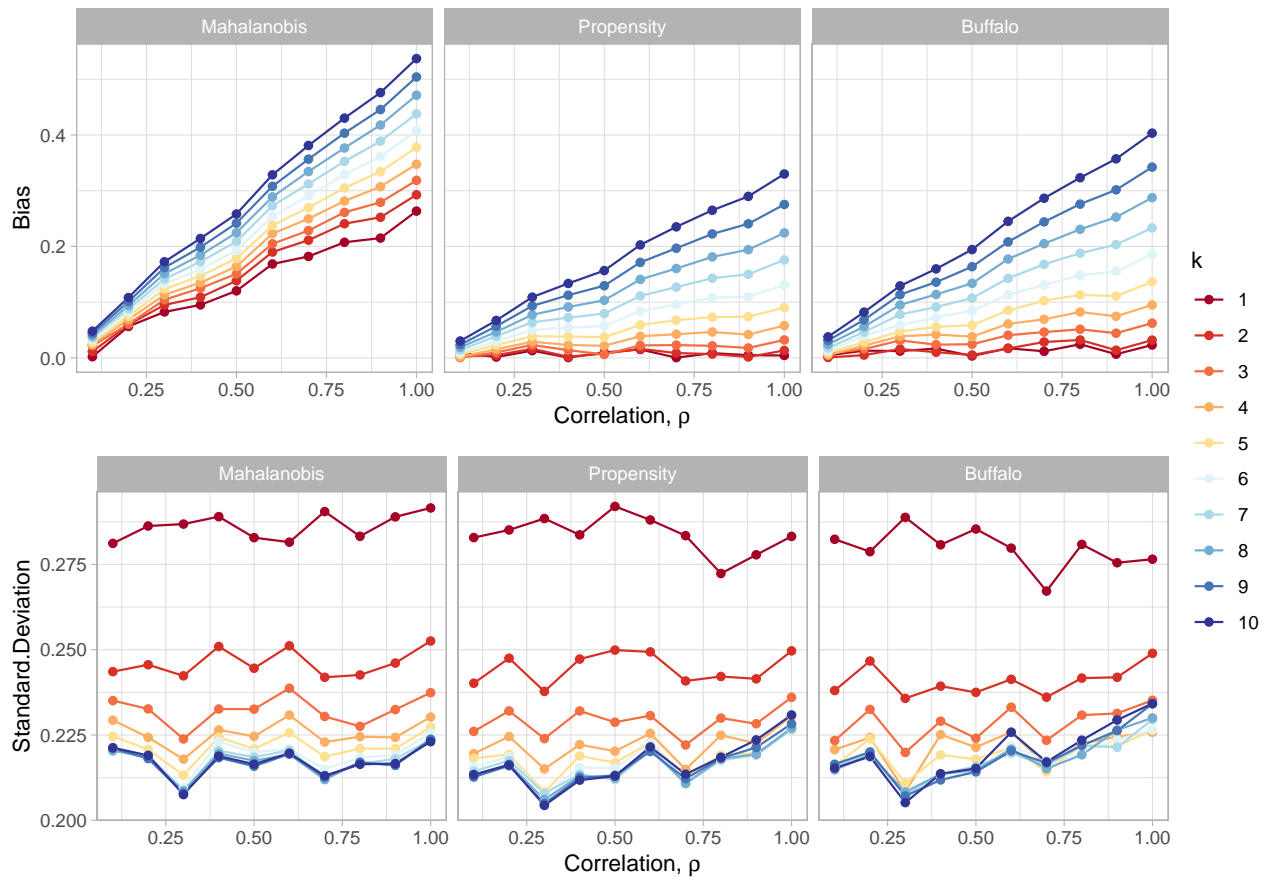 Mahalanobis Propensity Buffalo
0.4
0.2
0.0
Bias
0.25 0.50 0.75 1.00 0.25 0.50 0.75 1.00 0.25 0.50 0.75 1.00
Correlation, ρ
Mahalanobis Propensity Buffalo
0.275
0.250
0.225
0.200
Standard.Deviation
0.25 0.50 0.75 1.00 0.25 0.50 0.75 1.00 0.25 0.50 0.75 1.00
Correlation, ρ
k
1
2
3
4
5
6
7
8
9
10